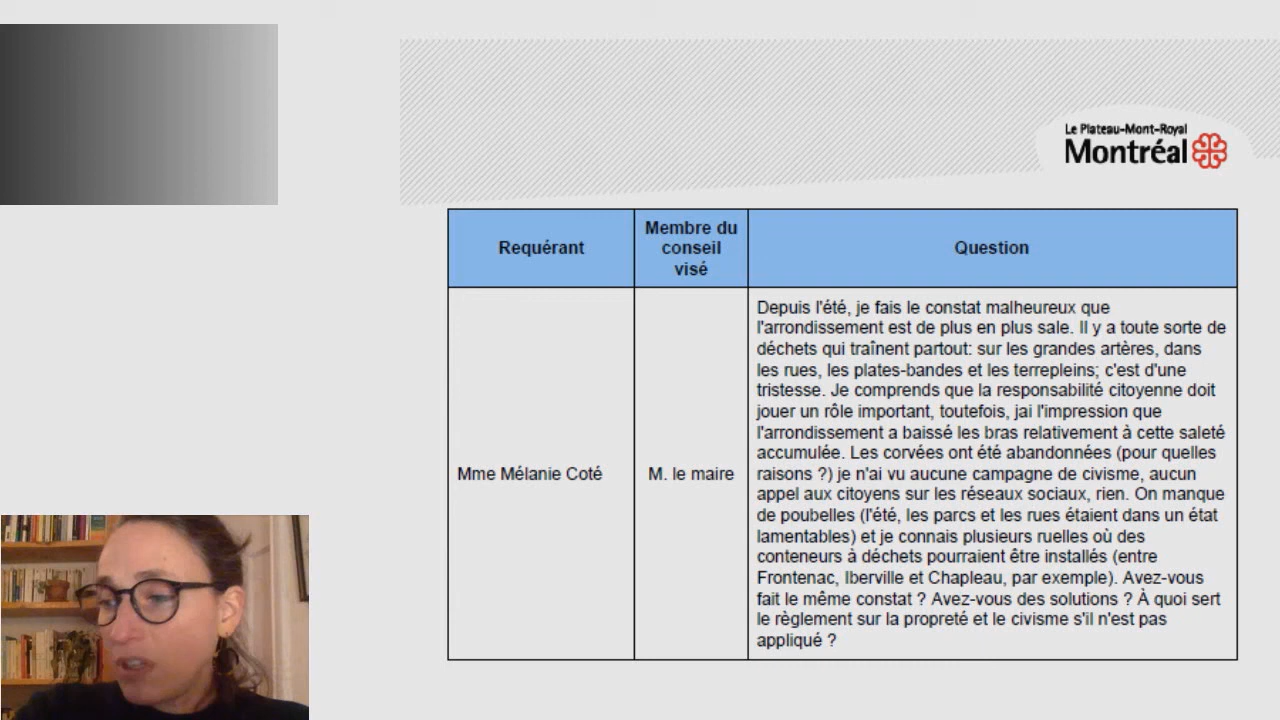 Le Plateau-Mont-Royal
Montréal
Requérant
Membre du
conseil
visé
Question
Mme Mélanie Coté
M. le maire
Depuis l'été, je fais le constat malheureux que
l'arrondissement est de plus en plus sale. Il y a toute sorte de
déchets qui traînent partout: sur les grandes artères, dans
les rues, les plates-bandes et les terrepleins; c'est d'une
tristesse. Je comprends que la responsabilité citoyenne doit
jouer un rôle important, toutefois, jai l'impression que
l'arrondissement a baissé les bras relativement à cette saleté
accumulée. Les corvées ont été abandonnées (pour quelles
raisons ?) je n'ai vu aucune campagne de civisme, aucun
appel aux citoyens sur les réseaux sociaux, rien. On manque
de poubelles (l'été, les parcs et les rues étaient dans un état
lamentables) et je connais plusieurs ruelles où des
conteneurs à déchets pourraient être installés (entre
Frontenac, Iberville et Chapleau, par exemple). Avez-vous
fait le même constat ? Avez-vous des solutions ? À quoi sert
le règlement sur la propreté et le civisme s'il n'est pas
appliqué ?